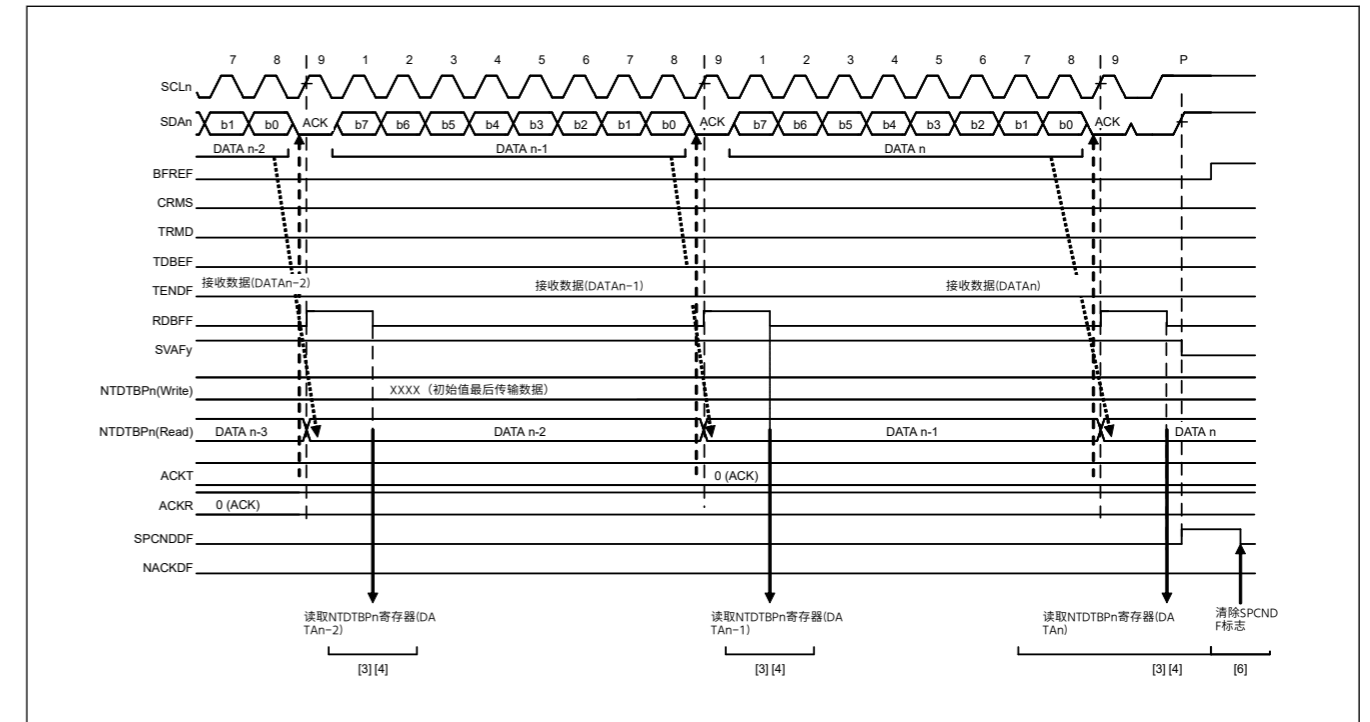 7 8 9 1 2 3 4 5 6 7 8 9 1 2 3 4 5 6 7 8 9 P
SCLn
SDAn b1 b0 ACK b7 b6 b5 b4 b3 b2 b1 b0 ACK b7 b6 b5 b4 b3 b2 b1 b0 ACK
DATA n-2 DATA n-1 DATA n
BFREF
CRMS
TRMD
TDBEF
接收数据(DATAn−2) 接收数据(DATAn−1) 接收数据(DATAn)
TENDF
RDBFF
SVAFy
NTDTBPn(Write) XXXX（初始值最后传输数据）
NTDTBPn(Read) DATA n-3 DATA n-2 DATA n-1 DATA n
ACKT 0 (ACK)
ACKR 0 (ACK)
SPCNDDF
NACKDF
读取NTDTBPn寄存器(DA
TAn−2)
读取NTDTBPn寄存器(DA
TAn−1)
读取NTDTBPn寄存器(DA
TAn)
清除SPCND
F标志
[3] [4] [3] [4] [3] [4] [6]